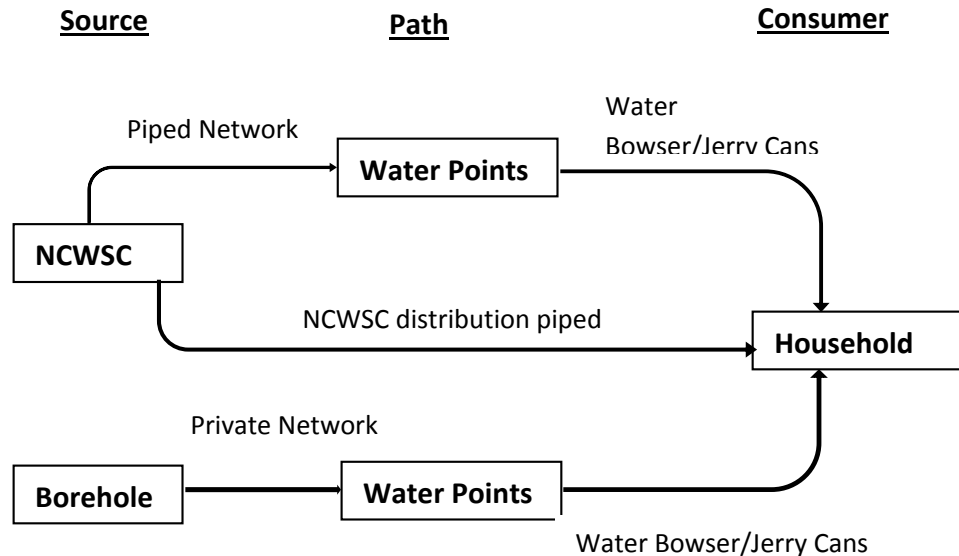 Source Path Consumer
Water
Piped Network Bowser/Jerry Cans
Water Points
NCWSC
NCWSC distribution piped
Household
Private Network
Borehole Water Points
Water Bowser/Jerry Cans